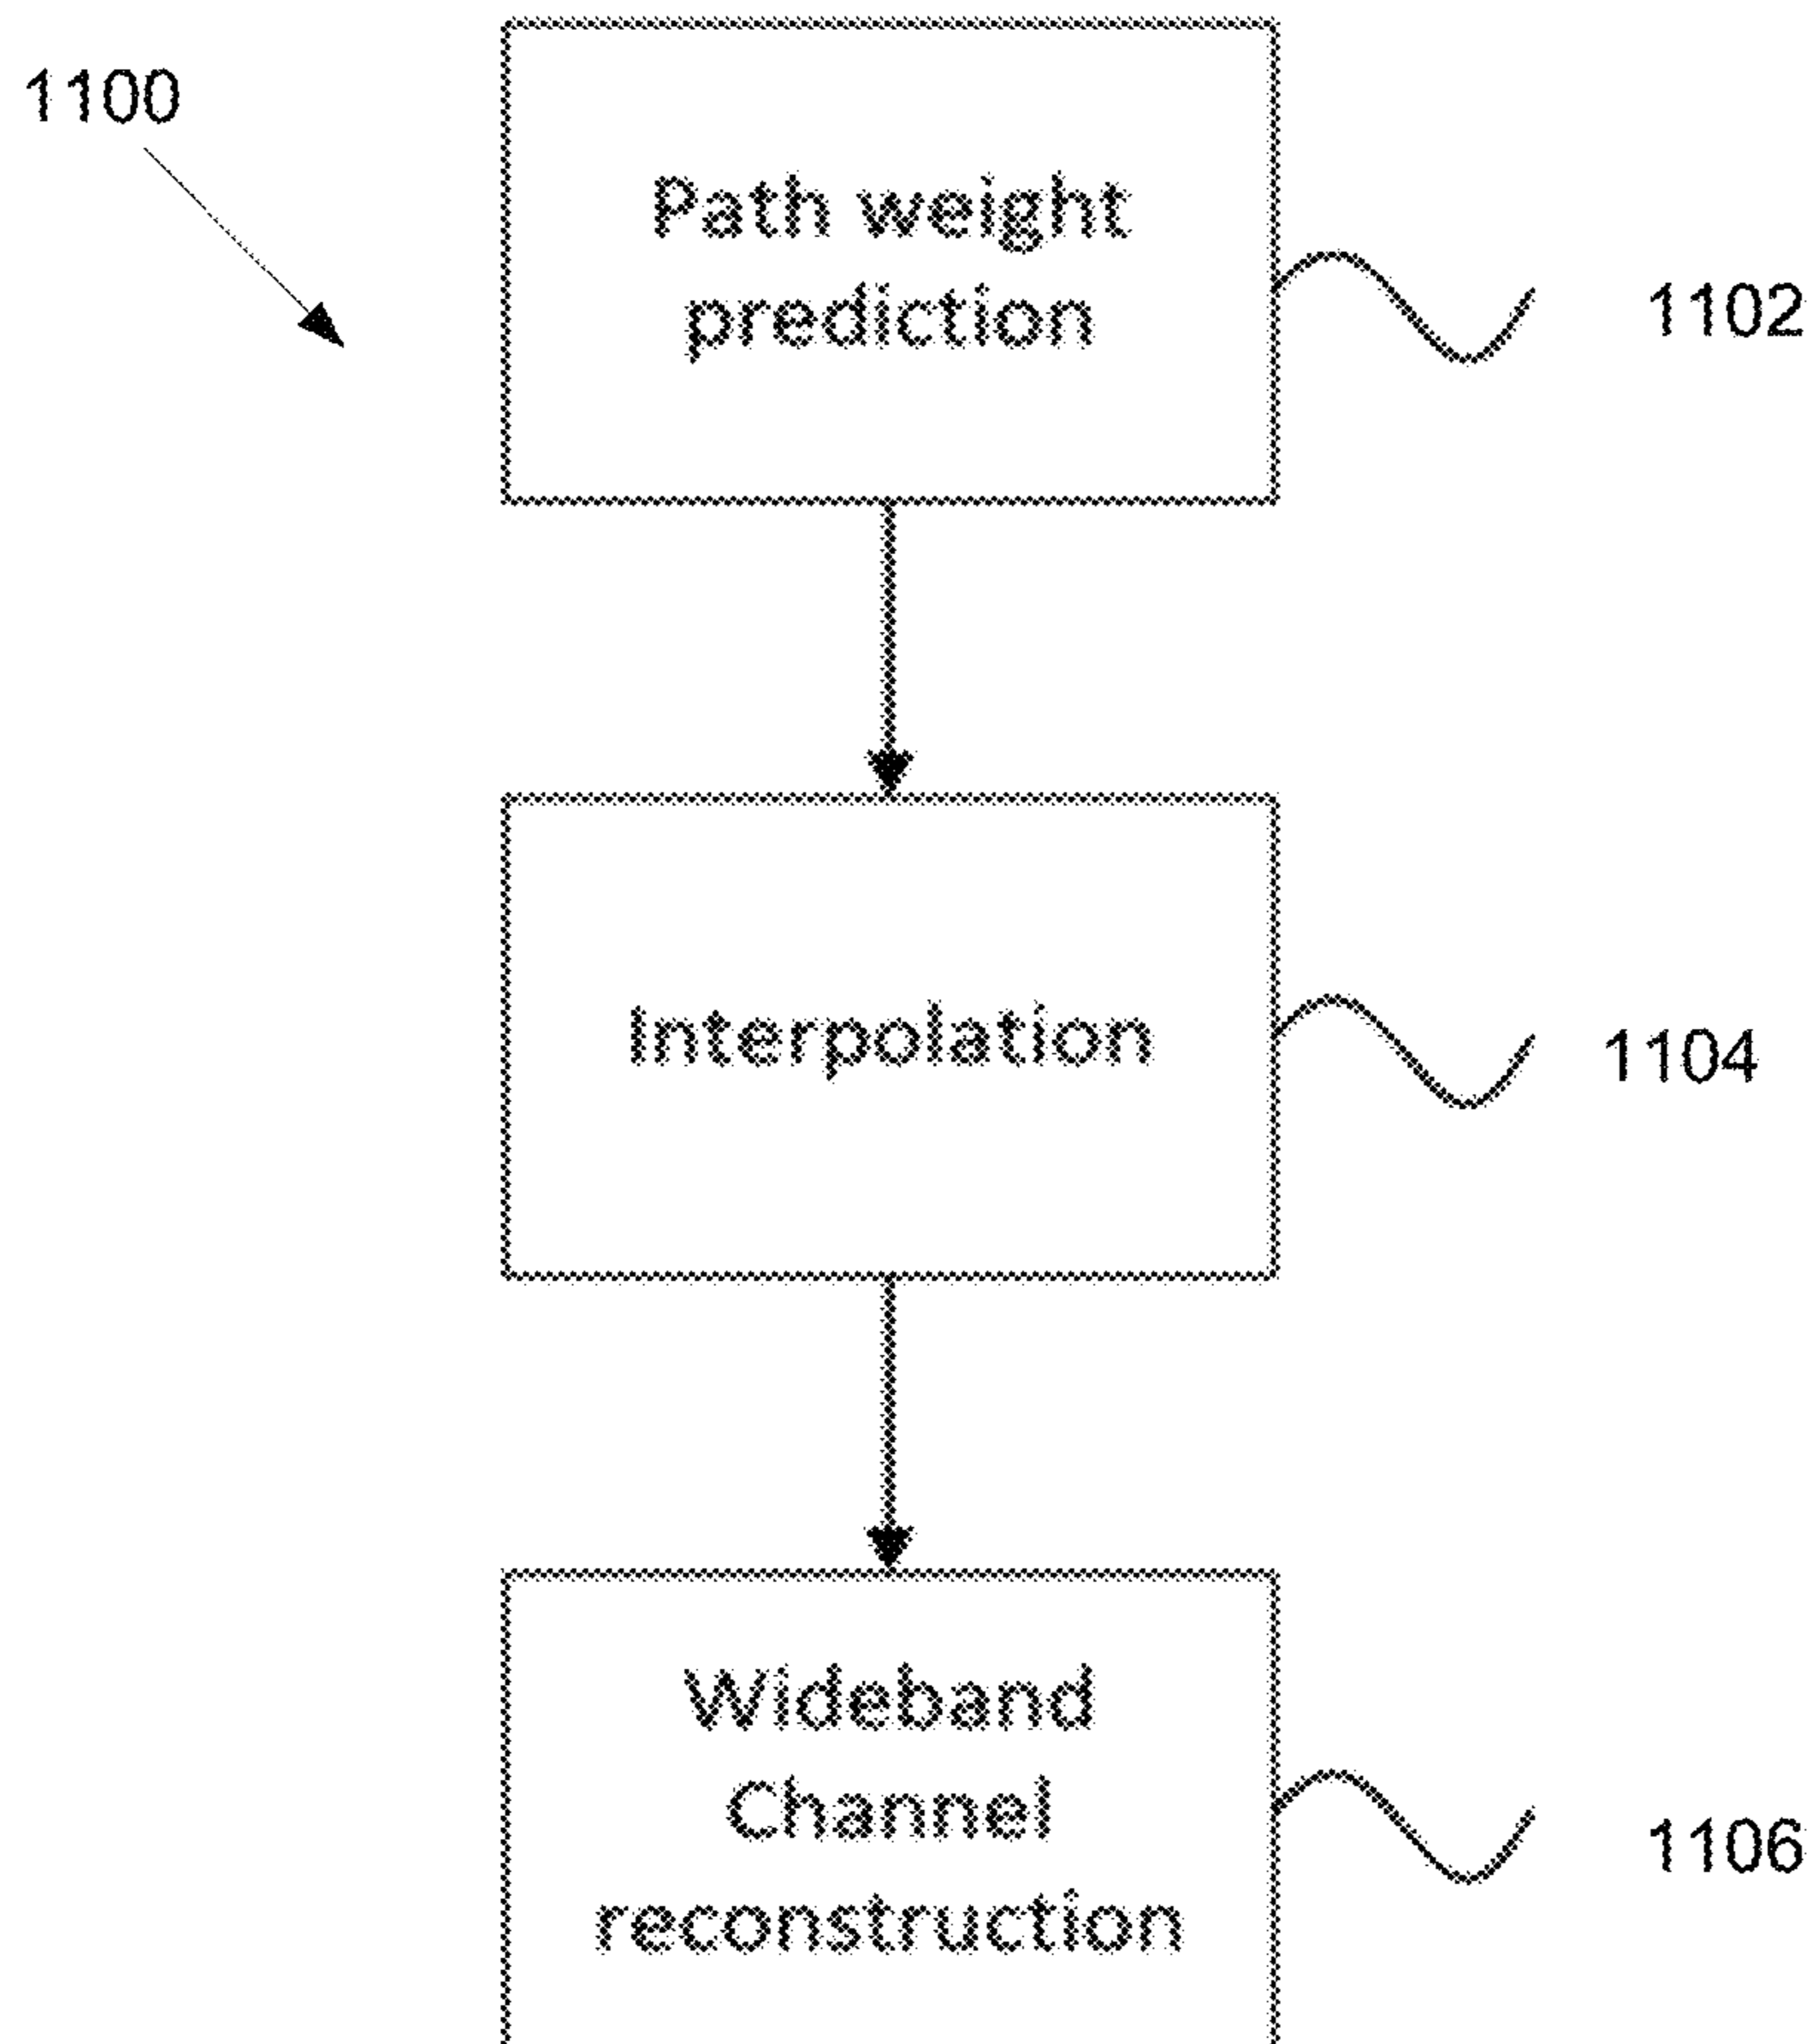 1100
Path weight
prediction
1102
Interpolation
1104
Wideband
Channel
reconstruction
1106